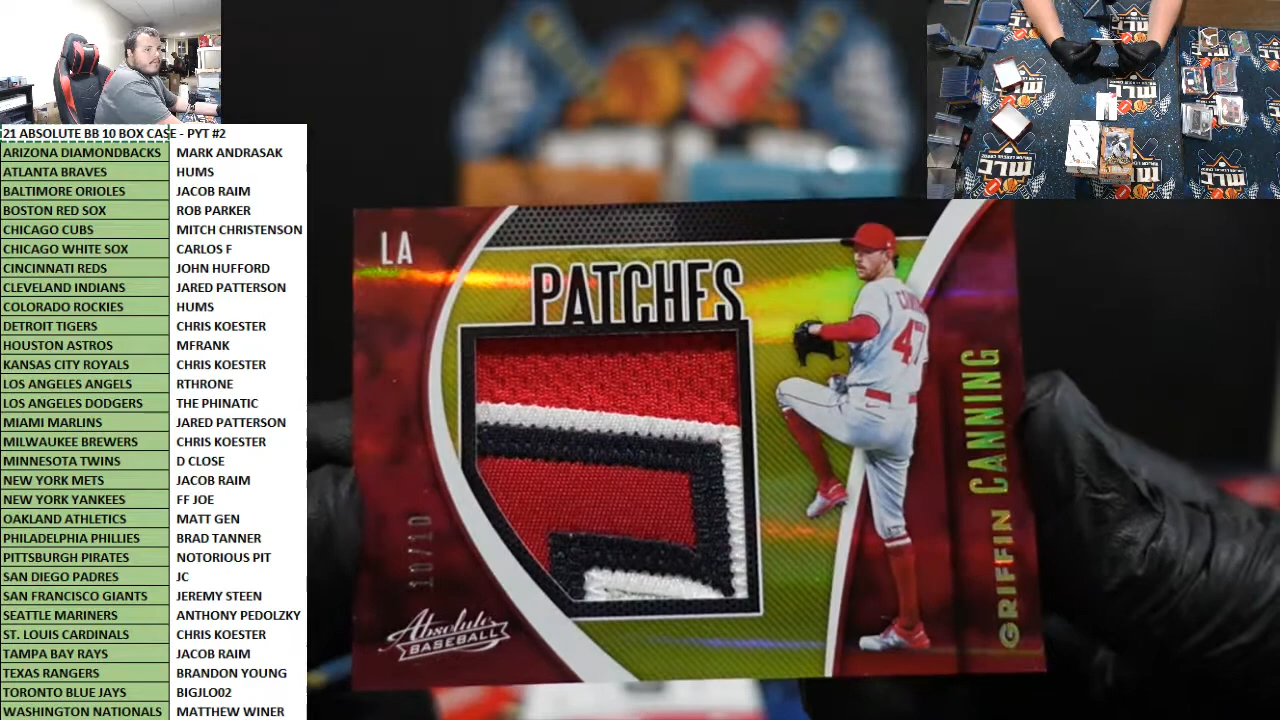 21 ABSOLUTE BB 10 BOX CASE - PYT #2
ARIZONA DIAMONDBACKS MARK ANDRASAK
ATLANTA BRAVES HUMS
BALTIMORE ORIOLES JACOB RAIM
BOSTON RED SOX ROB PARKER
CHICAGO CUBS MITCH CHRISTENSON
CHICAGO WHITE SOX CARLOS F
CINCINNATI REDS JOHN HUFFORD
CLEVELAND INDIANS JARED PATTERSON
COLORADO ROCKIES HUMS
DETROIT TIGERS CHRIS KOESTER
HOUSTON ASTROS MFRANK
KANSAS CITY ROYALS CHRIS KOESTER
LOS ANGELES ANGELS RTHRONE
LOS ANGELES DODGERS THE PHINATIC
MIAMI MARLINS JARED PATTERSON
MILWAUKEE BREWERS CHRIS KOESTER
MINNESOTA TWINS D CLOSE
NEW YORK METS JACOB RAIM
NEW YORK YANKEES FF JOE
OAKLAND ATHLETICS MATT GEN
PHILADELPHIA PHILLIES BRAD TANNER
PITTSBURGH PIRATES NOTORIOUS PIT
SAN DIEGO PADRES JC
SAN FRANCISCO GIANTS JEREMY STEEN
SEATTLE MARINERS ANTHONY PEDOLZKY
ST. LOUIS CARDINALS CHRIS KOESTER
TAMPA BAY RAYS JACOB RAIM
TEXAS RANGERS BRANDON YOUNG
TORONTO BLUE JAYS BIGJLO02
WASHINGTON NATIONALS MATTHEW WINER
LA
PATCHES
47
GRIFFIN CANNING
10/10
Absolute
BASEBALL
MLC
MLC
MLC
MLC